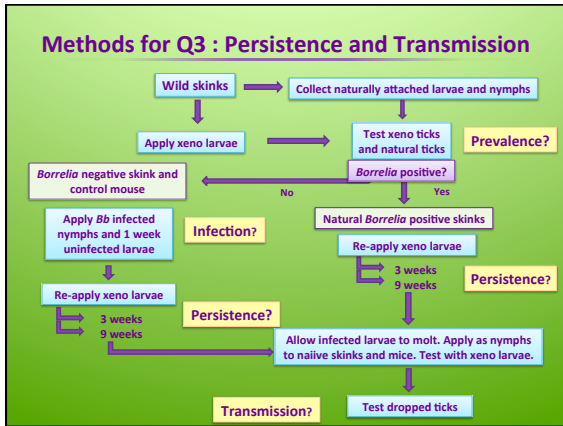 Methods for Q3 : Persistence and Transmission
Wild skinks
Collect naturally attached larvae and nymphs
Apply xeno larvae
Test xeno ticks
and natural ticks
Prevalence?
Borrelia positive?
Borrelia negative skink and
control mouse
No
Yes
Natural Borrelia positive skinks
Apply Bb infected
nymphs and 1 week
uninfected larvae
Infection?
Re-apply xeno larvae
3 weeks
9 weeks
Persistence?
Re-apply xeno larvae
3 weeks
9 weeks
Persistence?
Allow infected larvae to molt. Apply as nymphs
to naiive skinks and mice. Test with xeno larvae.
Transmission?
Test dropped ticks